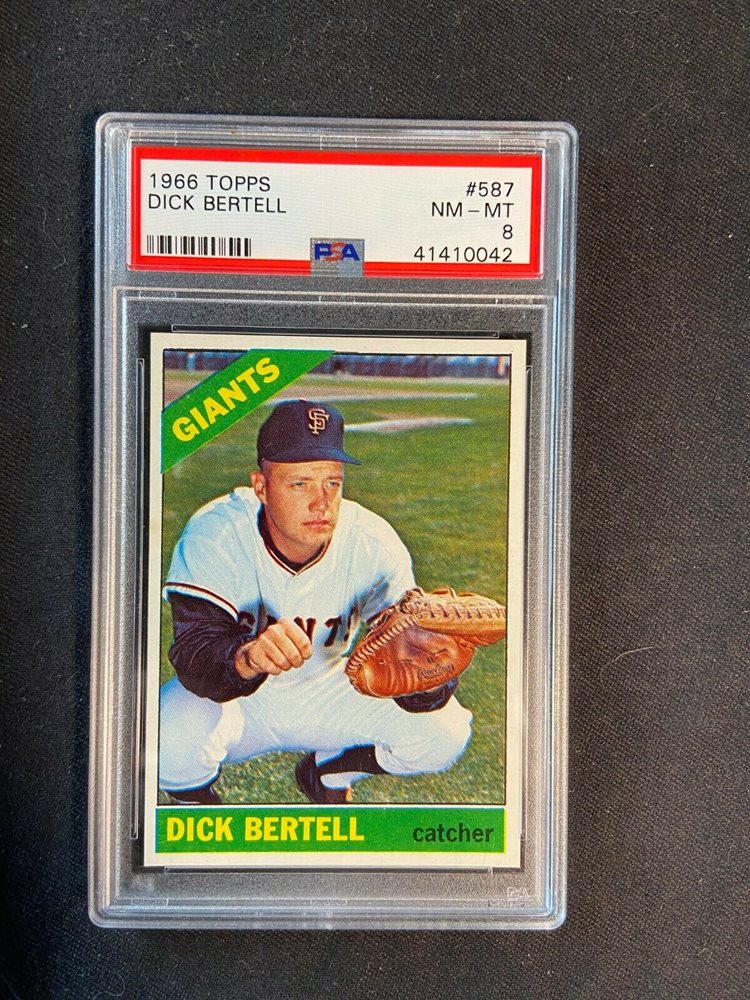 1966 TOPPS
#587
DICK BERTELL
NM - MT
8
PSA
41410042
GIANTS
SF
DICK BERTELL
catcher